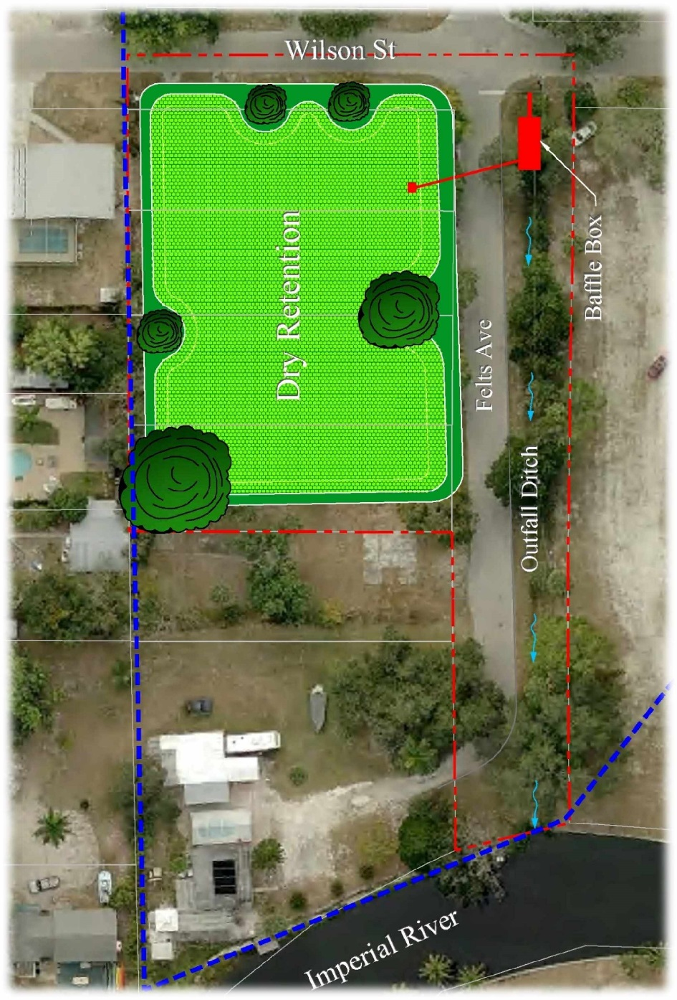 Wilson St
Dry Retention
Felts Ave
Baffle Box
Outfall Ditch
Imperial River